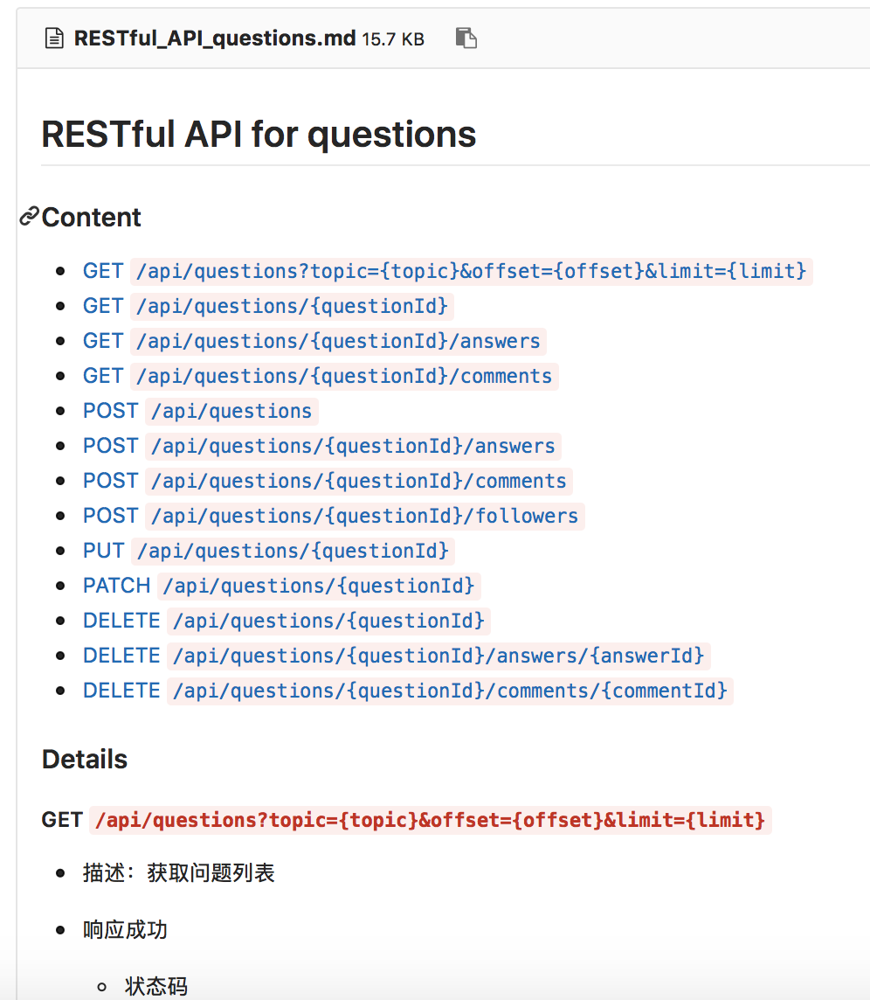 RESTful_API_questions.md 15.7 KB
RESTful API for questions
Content
GET /api/questions?topic={topic}&offset={offset}&limit={limit}
GET /api/questions/{questionId}
GET /api/questions/{questionId}/answers
GET /api/questions/{questionId}/comments
POST /api/questions
POST /api/questions/{questionId}/answers
POST /api/questions/{questionId}/comments
POST /api/questions/{questionId}/followers
PUT /api/questions/{questionId}
PATCH /api/questions/{questionId}
DELETE /api/questions/{questionId}
DELETE /api/questions/{questionId}/answers/{answerId}
DELETE /api/questions/{questionId}/comments/{commentId}
Details
GET /api/questions?topic={topic}&offset={offset}&limit={limit}
描述：获取问题列表
响应成功
状态码